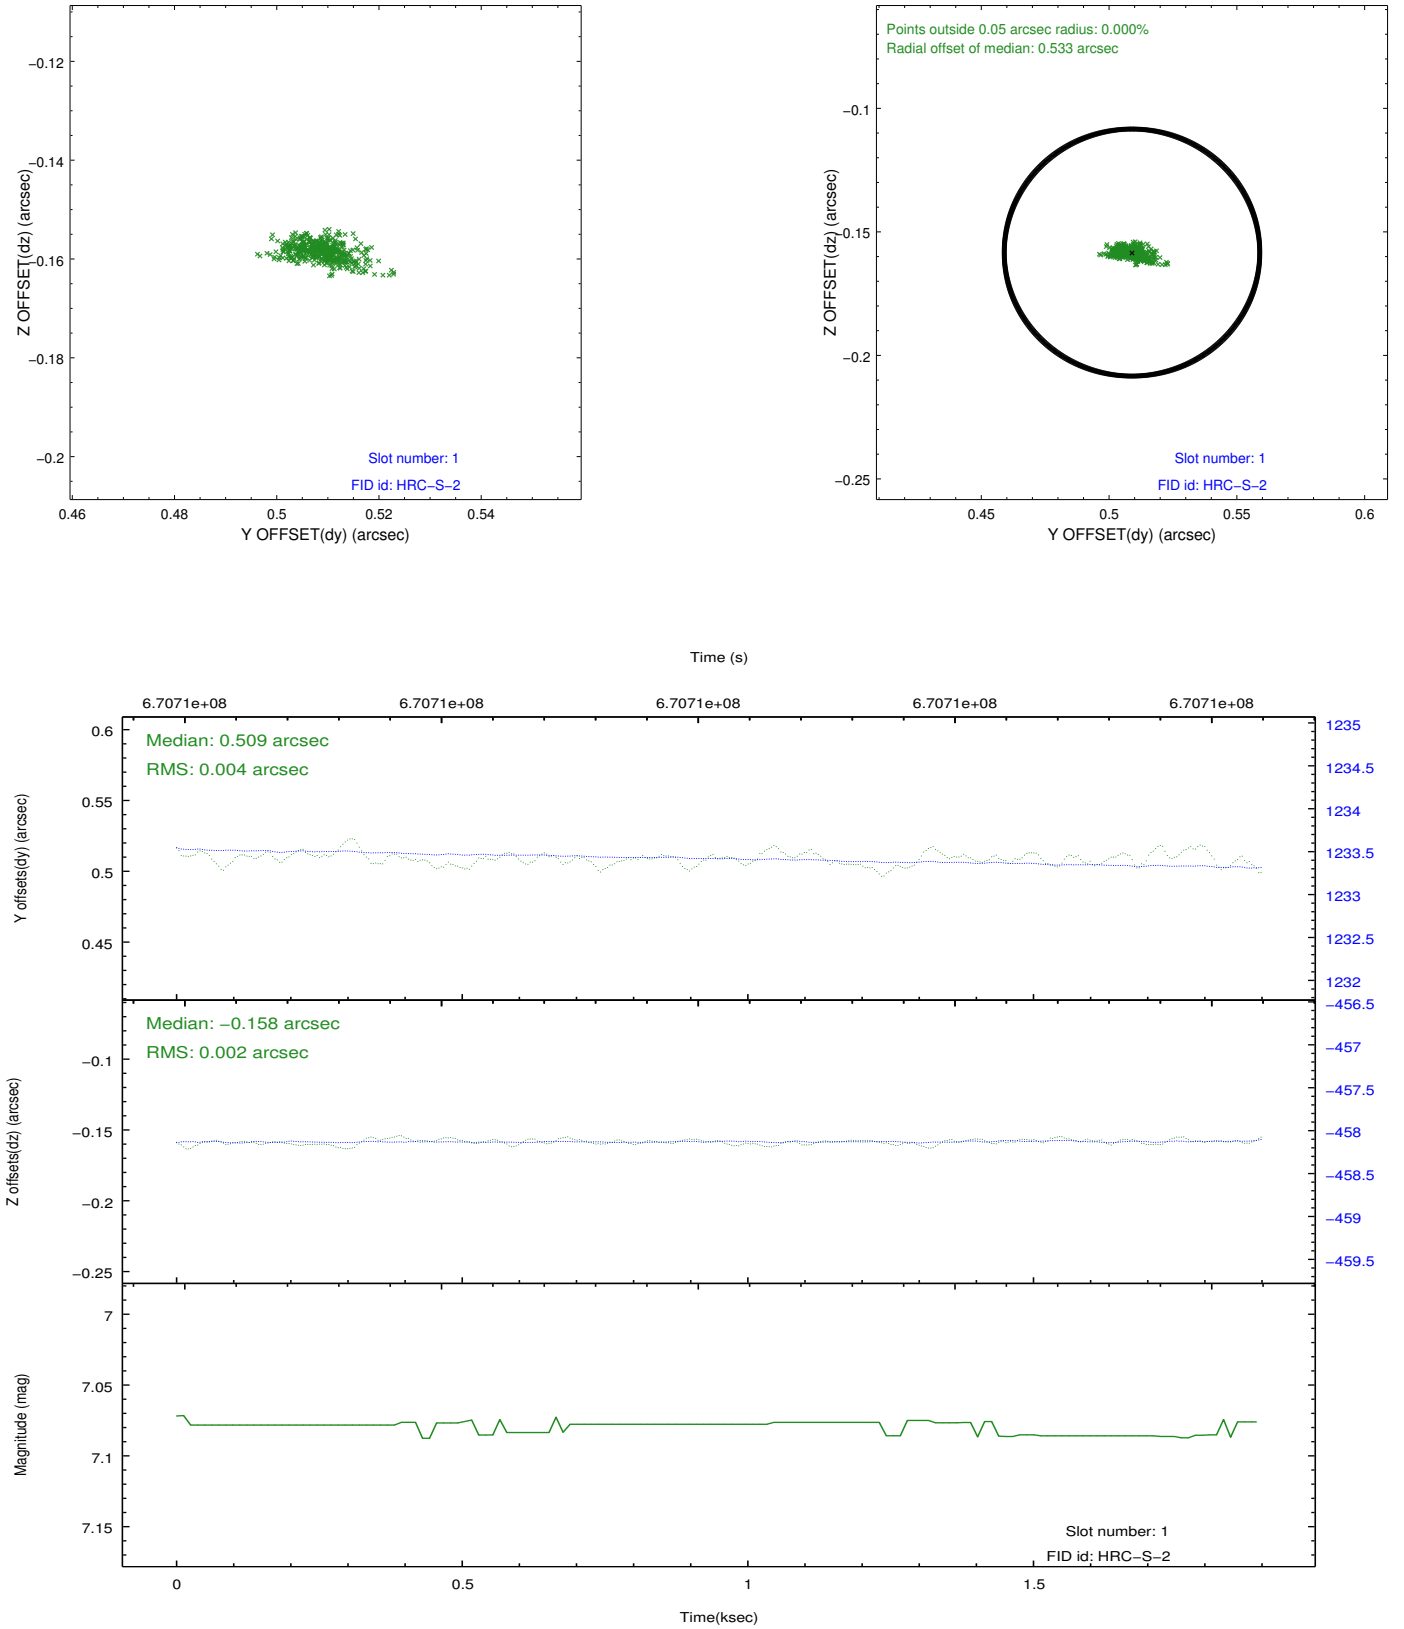 −0.12
−0.14
−0.16
−0.18
−0.2
Z OFFSET(dz) (arcsec)
Slot number: 1
FID id: HRC−S−2
0.46 0.48 0.5 0.52 0.54
Y OFFSET(dy) (arcsec)
Points outside 0.05 arcsec radius: 0.000%
Radial offset of median: 0.533 arcsec
−0.1
−0.15
−0.2
−0.25
Z OFFSET(dz) (arcsec)
Slot number: 1
FID id: HRC−S−2
0.45 0.5 0.55 0.6
Y OFFSET(dy) (arcsec)
Time (s)
6.7071e+08 6.7071e+08 6.7071e+08 6.7071e+08 6.7071e+08
Median: 0.509 arcsec
RMS: 0.004 arcsec
0.6
0.55
0.5
0.45
Y offsets(dy) (arcsec)
1235
1234.5
1234
1233.5
1233
1232.5
1232
Median: −0.158 arcsec
RMS: 0.002 arcsec
−0.1
−0.15
−0.2
−0.25
Z offsets(dz) (arcsec)
−456.5
−457
−457.5
−458
−458.5
−459
−459.5
7
7.05
7.1
7.15
Magnitude (mag)
Slot number: 1
FID id: HRC−S−2
0 0.5 1 1.5
Time(ksec)